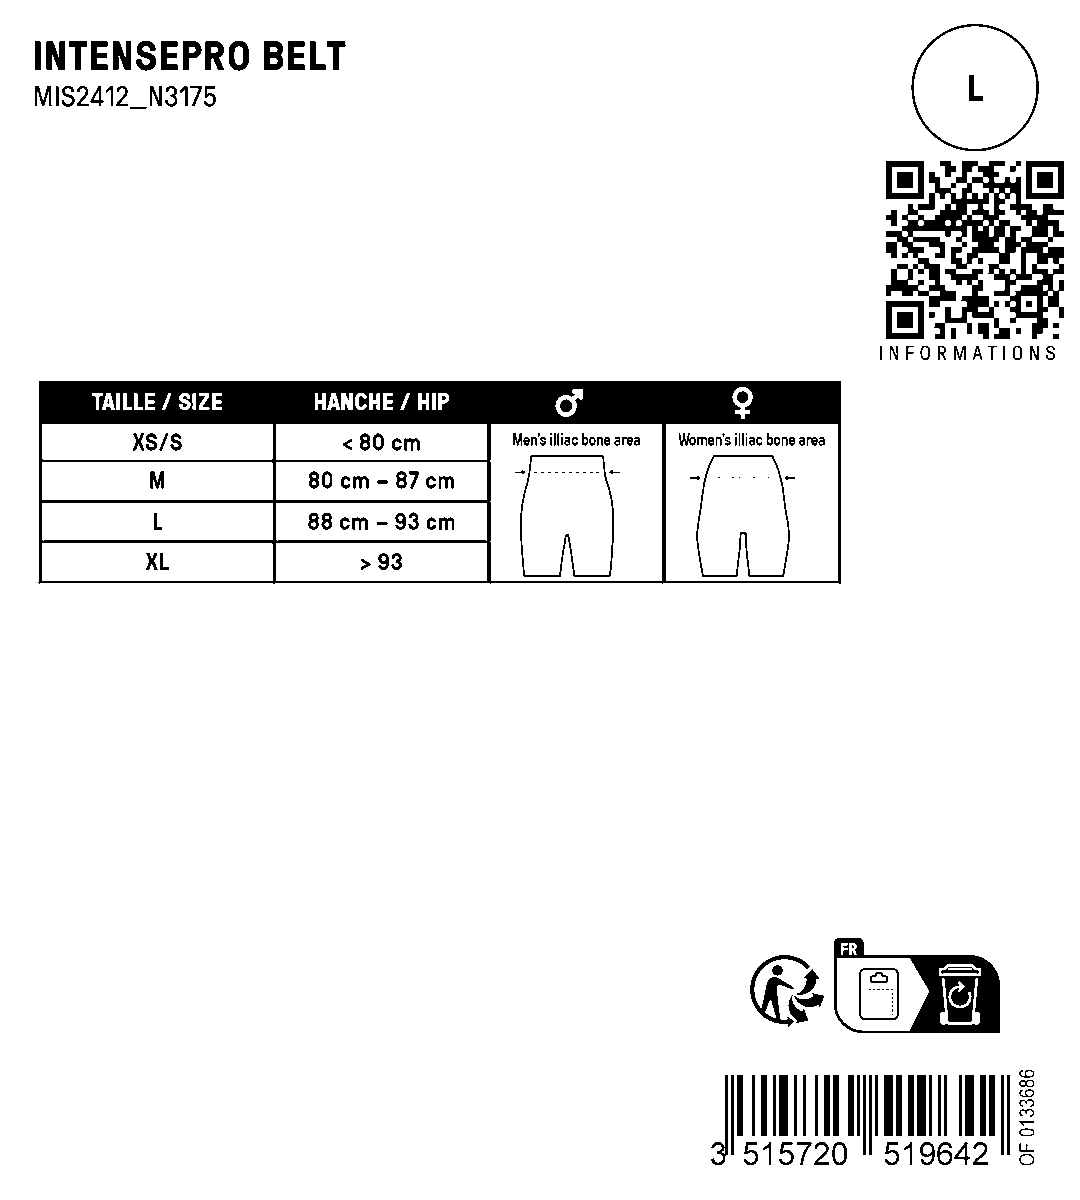 INTENSEPRO BELT
MIS2412_N3175
L
INFORMATIONS
TAILLE / SIZE HANCHE / HIP ♂ ♀
XS/S < 80 cm Men's illiac bone area Women's illiac bone area
M 80 cm – 87 cm
L 88 cm – 93 cm
XL > 93
FR
3 515720 519642
OF 0133686